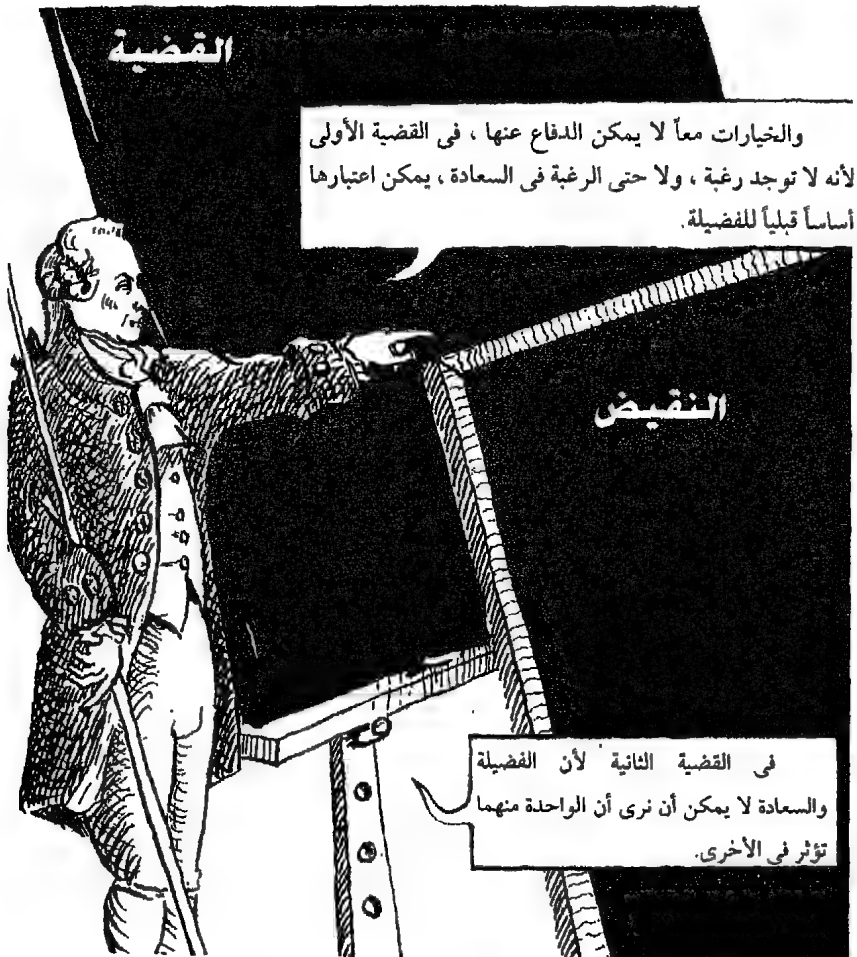 القضية
والخيارات معاً لا يمكن الدفاع عنها ، فى القضية الأولى
لأنه لا توجد رغبة ، ولا حتى الرغبة فى السعادة ، يمكن اعتبارها
أساساً قبلياً للفضيلة.
النقيض
فى القضية الثانية لأن الفضيلة
والسعادة لا يمكن أن نرى أن الواحدة منهما
تؤثر فى الأخرى.